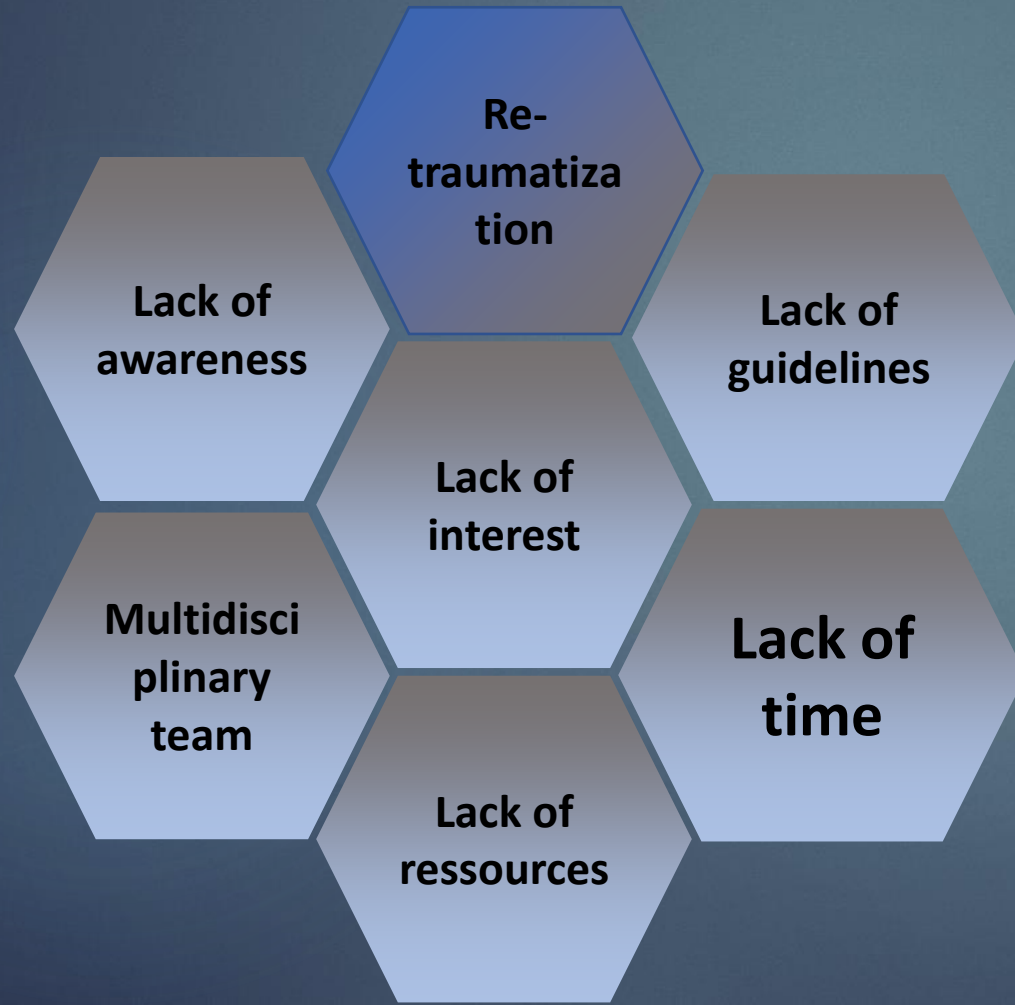 Re-
traumatiza
tion
Lack of
awareness
Lack of
guidelines
Lack of
interest
Multidisci
plinary
team
Lack of
time
Lack of
ressources